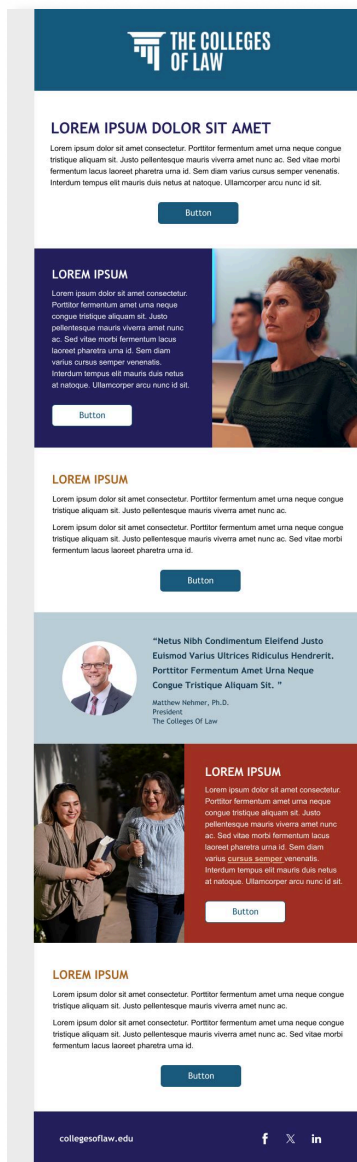 THE COLLEGES
OF LAW
LOREM IPSUM DOLOR SIT AMET
Lorem ipsum dolor sit amet consectetur. Porttitor fermentum amet urna neque congue
tristique aliquam sit. Justo pellentesque mauris viverra amet nunc ac. Sed vitae morbi
fermentum lacus laoreet pharetra urna id. Sem diam varius cursus semper venenatis.
Interdum tempus elit mauris duis netus at natoque. Ullamcorper arcu nunc id sit.
Button
LOREM IPSUM
Lorem ipsum dolor sit amet consectetur.
Porttitor fermentum amet urna neque
congue tristique aliquam sit. Justo
pellentesque mauris viverra amet nunc
ac. Sed vitae morbi fermentum lacus
laoreet pharetra urna id. Sem diam
varius cursus semper venenatis.
Interdum tempus elit mauris duis netus
at natoque. Ullamcorper arcu nunc id sit.
Button
LOREM IPSUM
Lorem ipsum dolor sit amet consectetur. Porttitor fermentum amet urna neque congue
tristique aliquam sit. Justo pellentesque mauris viverra amet nunc ac.
Lorem ipsum dolor sit amet consectetur. Porttitor fermentum amet urna neque congue
tristique aliquam sit. Justo pellentesque mauris viverra amet nunc ac. Sed vitae morbi
fermentum lacus laoreet pharetra urna id.
Button
“Netus Nibh Condimentum Eleifend Justo
Euismod Varius Ultrices Ridiculus Hendrerit.
Porttitor Fermentum Amet Urna Neque
Congue Tristique Aliquam Sit. ”
Matthew Nehmer, Ph.D.
President
The Colleges Of Law
LOREM IPSUM
Lorem ipsum dolor sit amet consectetur.
Porttitor fermentum amet urna neque
congue tristique aliquam sit. Justo
pellentesque mauris viverra amet nunc
ac. Sed vitae morbi fermentum lacus
laoreet pharetra urna id. Sem diam
varius cursus semper venenatis.
Interdum tempus elit mauris duis netus
at natoque. Ullamcorper arcu nunc id sit.
Button
LOREM IPSUM
Lorem ipsum dolor sit amet consectetur. Porttitor fermentum amet urna neque congue
tristique aliquam sit. Justo pellentesque mauris viverra amet nunc ac.
Lorem ipsum dolor sit amet consectetur. Porttitor fermentum amet urna neque congue
tristique aliquam sit. Justo pellentesque mauris viverra amet nunc ac. Sed vitae morbi
fermentum lacus laoreet pharetra urna id.
Button
collegesoflaw.edu